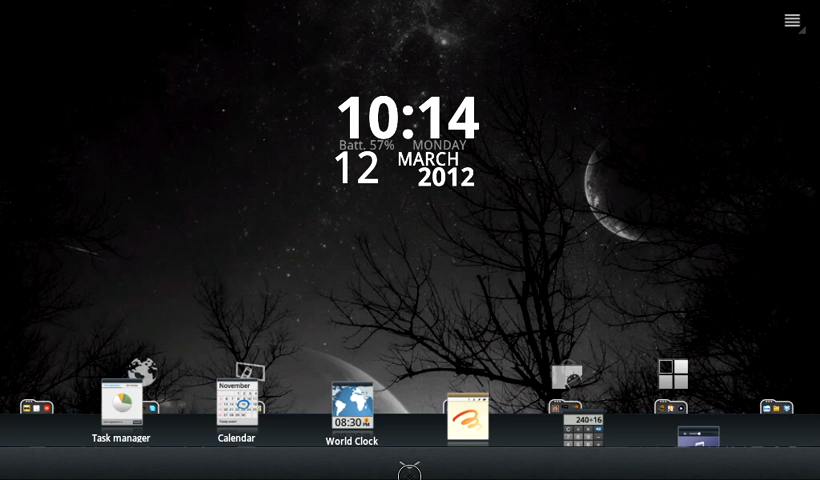 10:14
Batt. 57% MONDAY
12 MARCH
2012
November
240÷16
08:30
Task manager
Calendar
World Clock